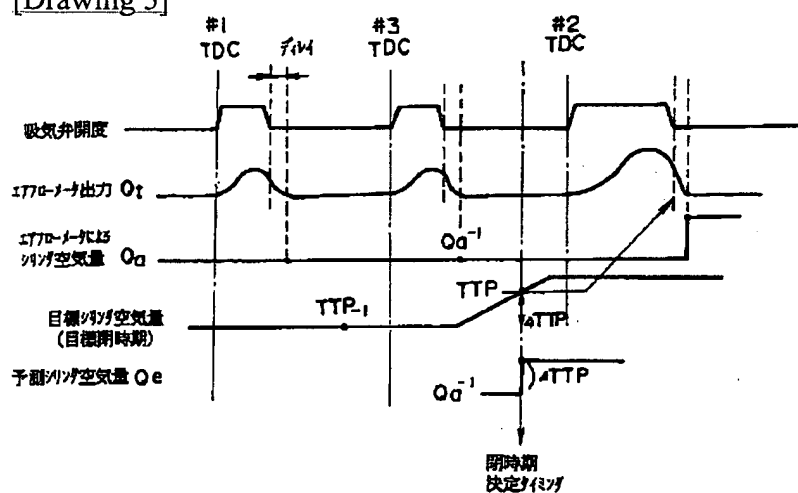 [Drawing 5]
#1
TDC
ディレイ
#3
TDC
#2
TDC
吸気弁開度
エアフローメータ出力 Qt
エアフローメータによる
シリンダ空気量 Qa
Qa⁻¹
TTP
TTP₋₁
⊿TTP
目標シリンダ空気量
(目標閉時期)
予測シリンダ空気量 Qe
Qa⁻¹
⊿TTP
閉時期
決定タイミング